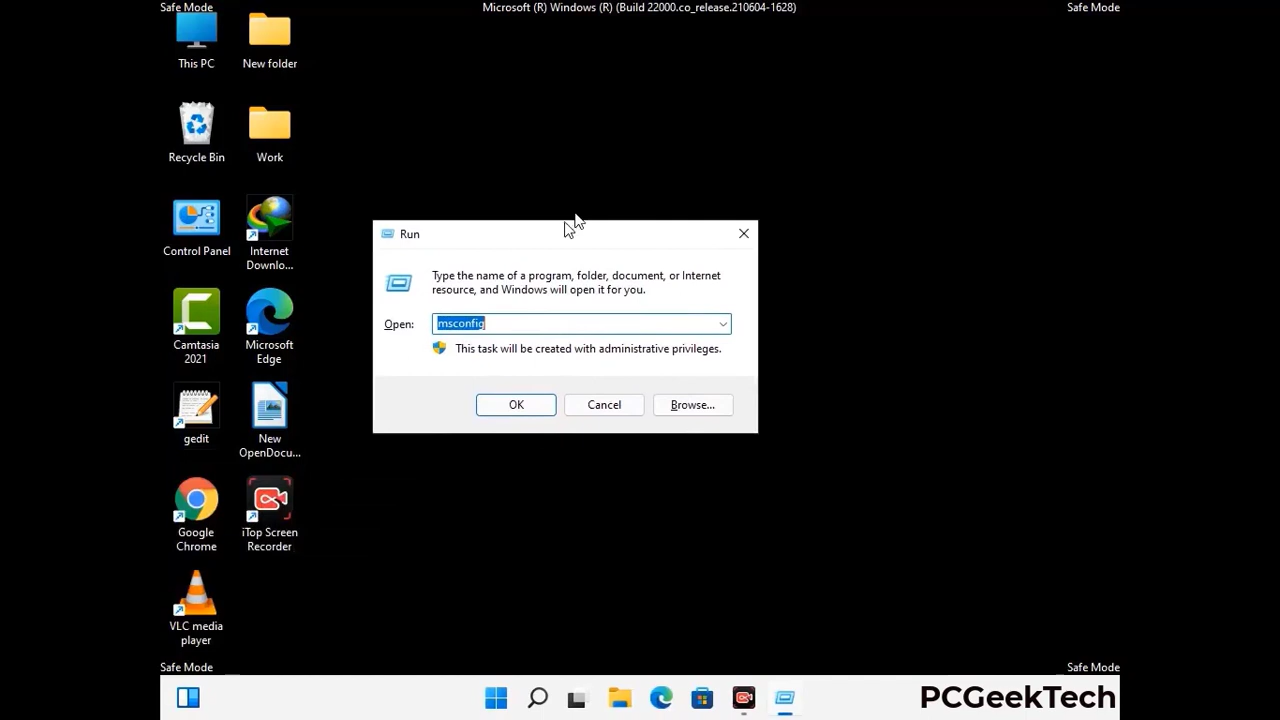 Safe Mode
Microsoft (R) Windows (R) (Build 22000.co_release.210604-1628)
Safe Mode
This PC
New folder
Recycle Bin
Work
Control Panel
Internet
Downlo...
Camtasia
2021
Microsoft
Edge
gedit
New
OpenDocu...
Google
Chrome
iTop Screen
Recorder
VLC media
player
Run
Type the name of a program, folder, document, or Internet
resource, and Windows will open it for you.
Open:
msconfig
This task will be created with administrative privileges.
OK
Cancel
Browse...
Safe Mode
Safe Mode
PCGeekTech